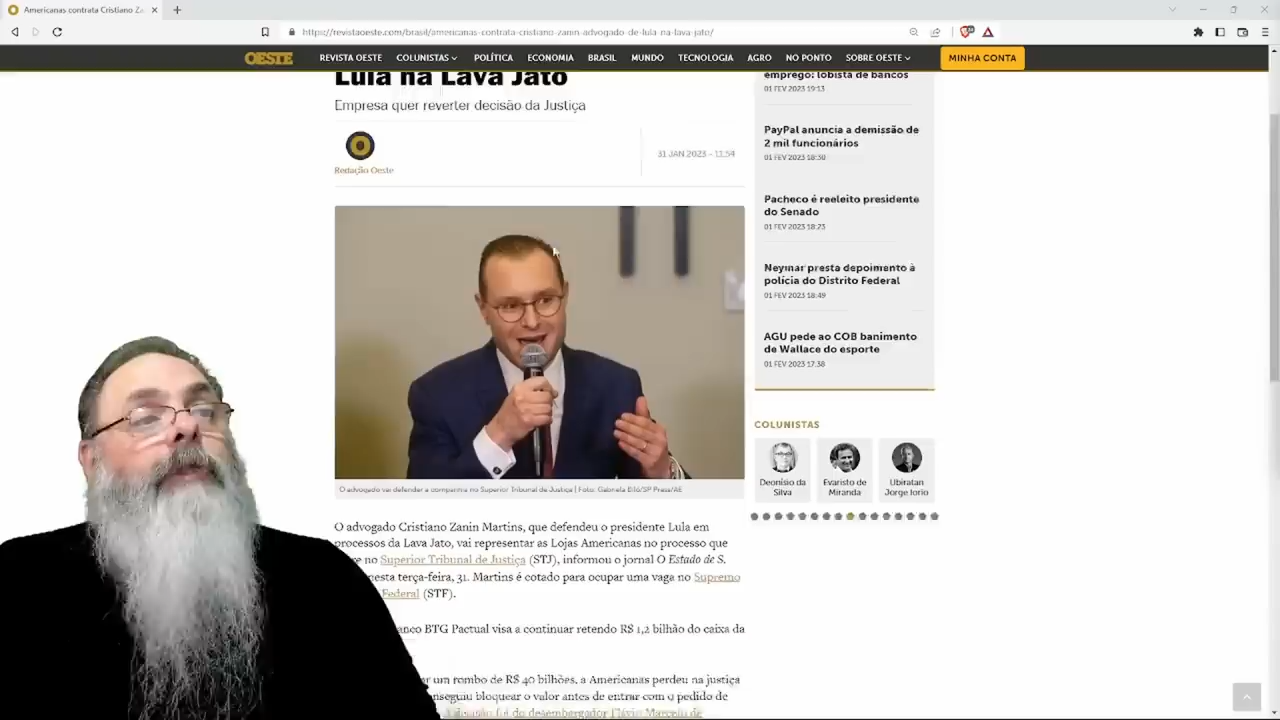 Americanas contrata Cristiano Za
https://revistaoeste.com/brasil/americanas-contrata-cristiano-zanin-advogado-de-lula-na-lava-jato/
OESTE
REVISTA OESTE
COLUNISTAS
POLÍTICA
ECONOMIA
BRASIL
MUNDO
TECNOLOGIA
AGRO
NO PONTO
SOBRE OESTE
MINHA CONTA
Lula na Lava Jato
Empresa quer reverter decisão da Justiça
Redação Oeste
31 JAN 2023 - 13:54
O advogado vai defender a companhia no Superior Tribunal de Justiça | Foto: Gabriela Biló/SP Press/AE
O advogado Cristiano Zanin Martins, que defendeu o presidente Lula em
processos da Lava Jato, vai representar as Lojas Americanas no processo que
no Superior Tribunal de Justiça (STJ), informou o jornal O Estado de S.
nesta terça-feira, 31. Martins é cotado para ocupar uma vaga no Supremo
Federal (STF).
anco BTG Pactual visa a continuar retendo R$ 1,2 bilhão do caixa da
ar um rombo de R$ 40 bilhões, a Americanas perdeu na justiça
nseguiu bloquear o valor antes de entrar com o pedido de
foi do desembargador Flávio Marcelo de
emprego: lobista de bancos
01 FEV 2023 19:13
PayPal anuncia a demissão de
2 mil funcionários
01 FEV 2023 18:30
Pacheco é reeleito presidente
do Senado
01 FEV 2023 18:23
Neymar presta depoimento à
polícia do Distrito Federal
01 FEV 2023 18:49
AGU pede ao COB banimento
de Wallace do esporte
01 FEV 2023 17:38
COLUNISTAS
Deonísio da
Silva
Evaristo de
Miranda
Ubiratan
Jorge Iorio